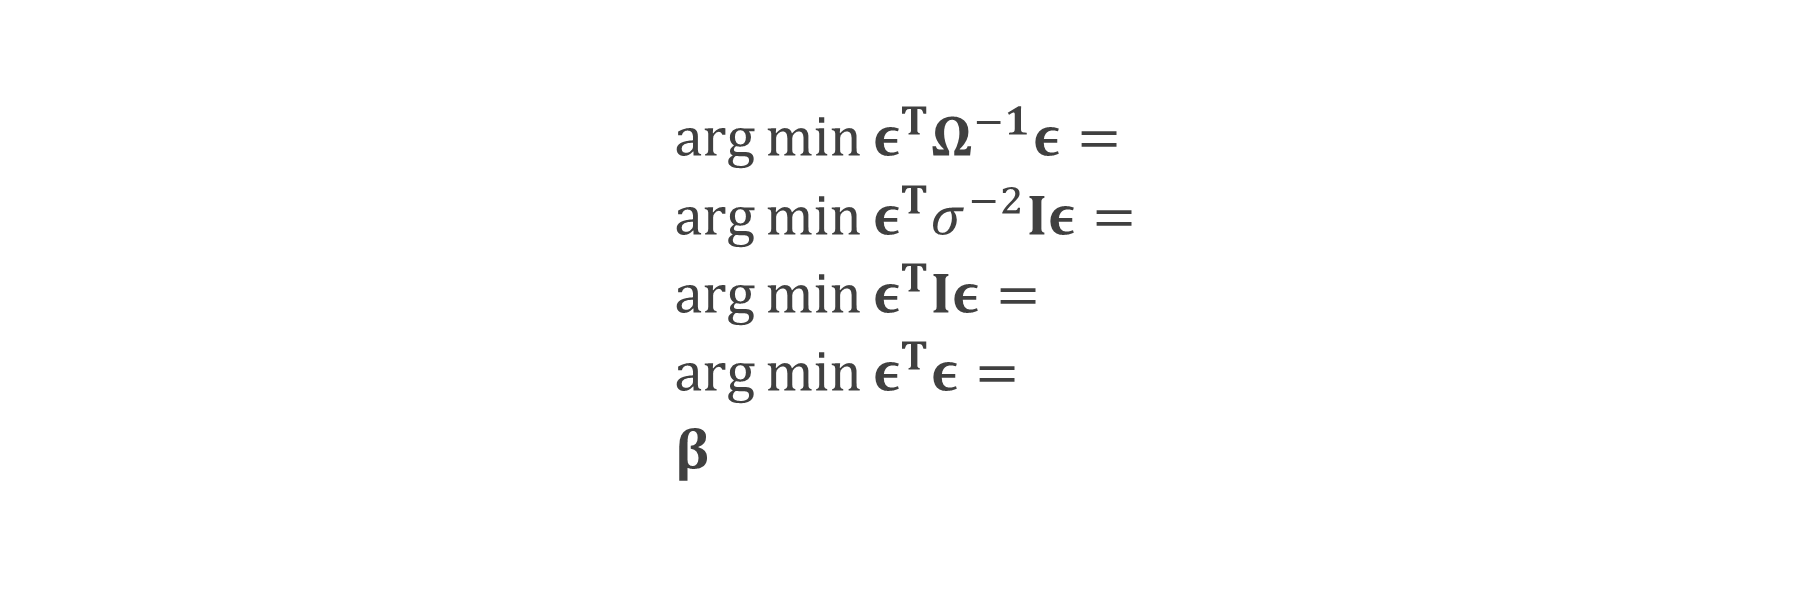 arg min 𝛜ᵀ𝛀⁻¹𝛜 =
arg min 𝛜ᵀσ⁻²𝐈𝛜 =
arg min 𝛜ᵀ𝐈𝛜 =
arg min 𝛜ᵀ𝛜 =
𝛃